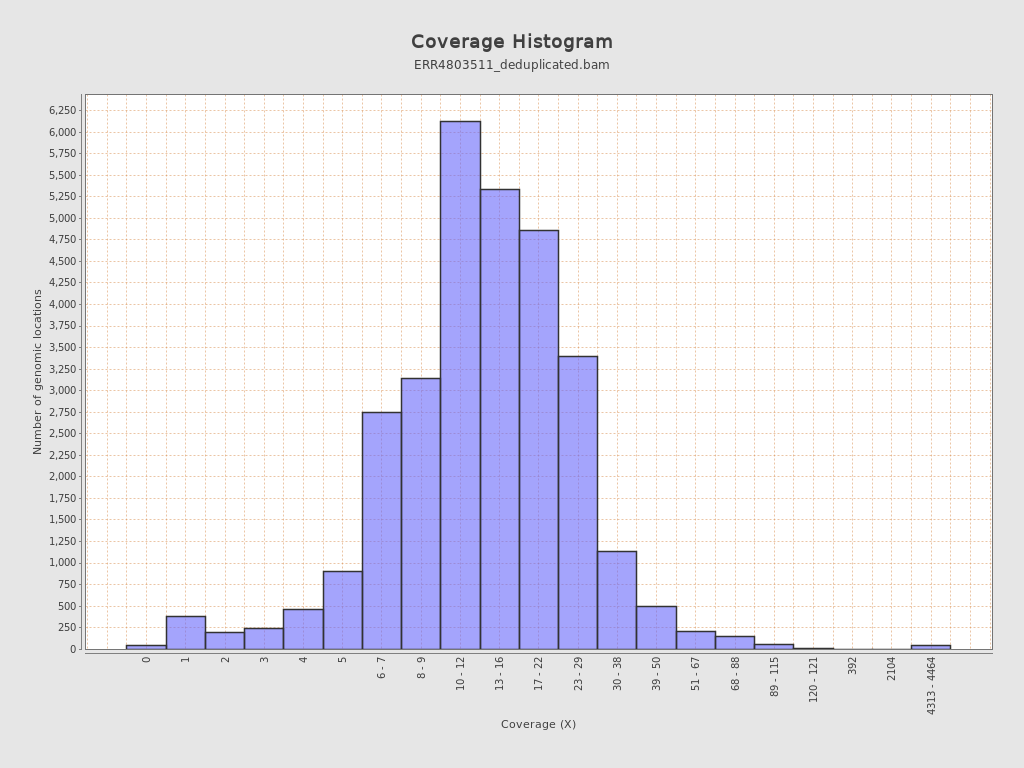 Coverage Histogram
ERR4803511_deduplicated.bam
Number of genomic locations
6,250
6,000
5,750
5,500
5,250
5,000
4,750
4,500
4,250
4,000
3,750
3,500
3,250
3,000
2,750
2,500
2,250
2,000
1,750
1,500
1,250
1,000
750
500
250
0
0
1
2
3
4
5
6 - 7
8 - 9
10 - 12
13 - 16
17 - 22
23 - 29
30 - 38
39 - 50
51 - 67
68 - 88
89 - 115
120 - 121
392
2104
4313 - 4464
Coverage (X)